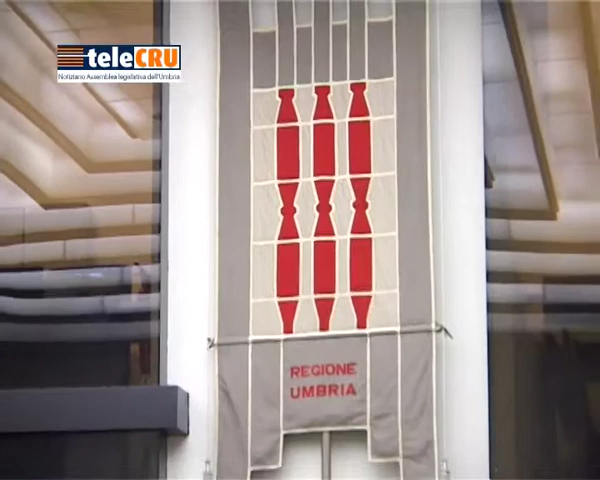 teleCRU
Notiziario Assemblea legislativa dell'Umbria
REGIONE
UMBRIA